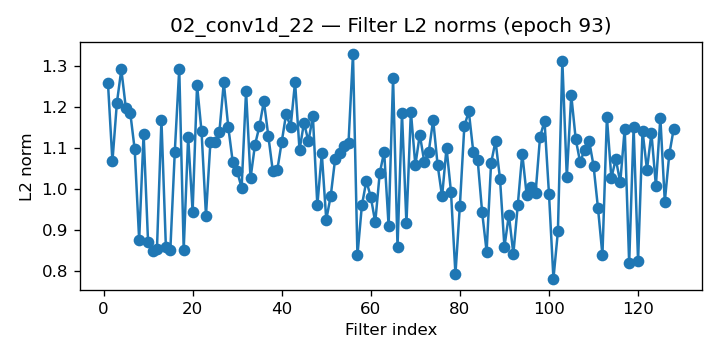 02_conv1d_22 — Filter L2 norms (epoch 93)
1.3
1.2
1.1
1.0
0.9
0.8
L2 norm
0 20 40 60 80 100 120
Filter index